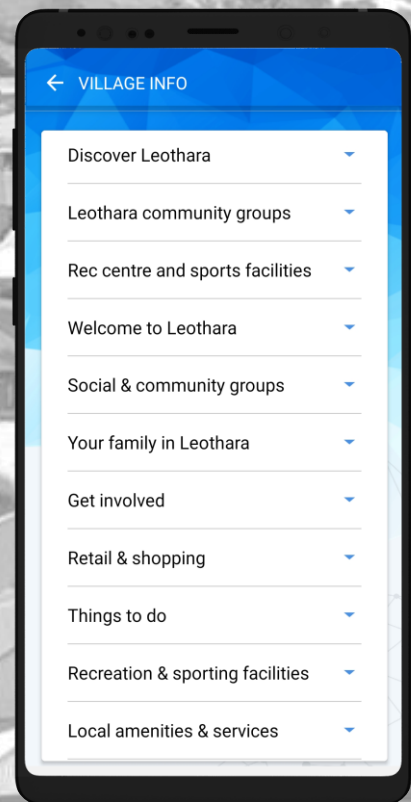 VILLAGE INFO
Discover Leothara
Leothara community groups
Rec centre and sports facilities
Welcome to Leothara
Social & community groups
Your family in Leothara
Get involved
Retail & shopping
Things to do
Recreation & sporting facilities
Local amenities & services